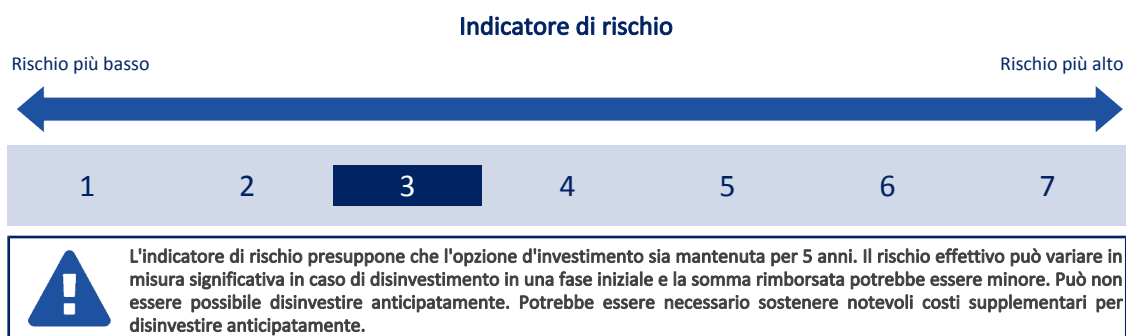 Indicatore di rischio
Rischio più basso
Rischio più alto
1 2 3 4 5 6 7
L'indicatore di rischio presuppone che l'opzione d'investimento sia mantenuta per 5 anni. Il rischio effettivo può variare in
misura significativa in caso di disinvestimento in una fase iniziale e la somma rimborsata potrebbe essere minore. Può non
essere possibile disinvestire anticipatamente. Potrebbe essere necessario sostenere notevoli costi supplementari per
disinvestire anticipatamente.